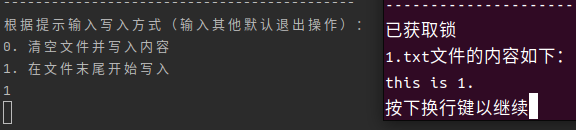 根据提示输入写入方式（输入其他默认退出操作）：
0. 清空文件并写入内容
1. 在文件末尾开始写入
1
已获取锁
1.txt文件的内容如下：
this is 1.
按下换行键以继续